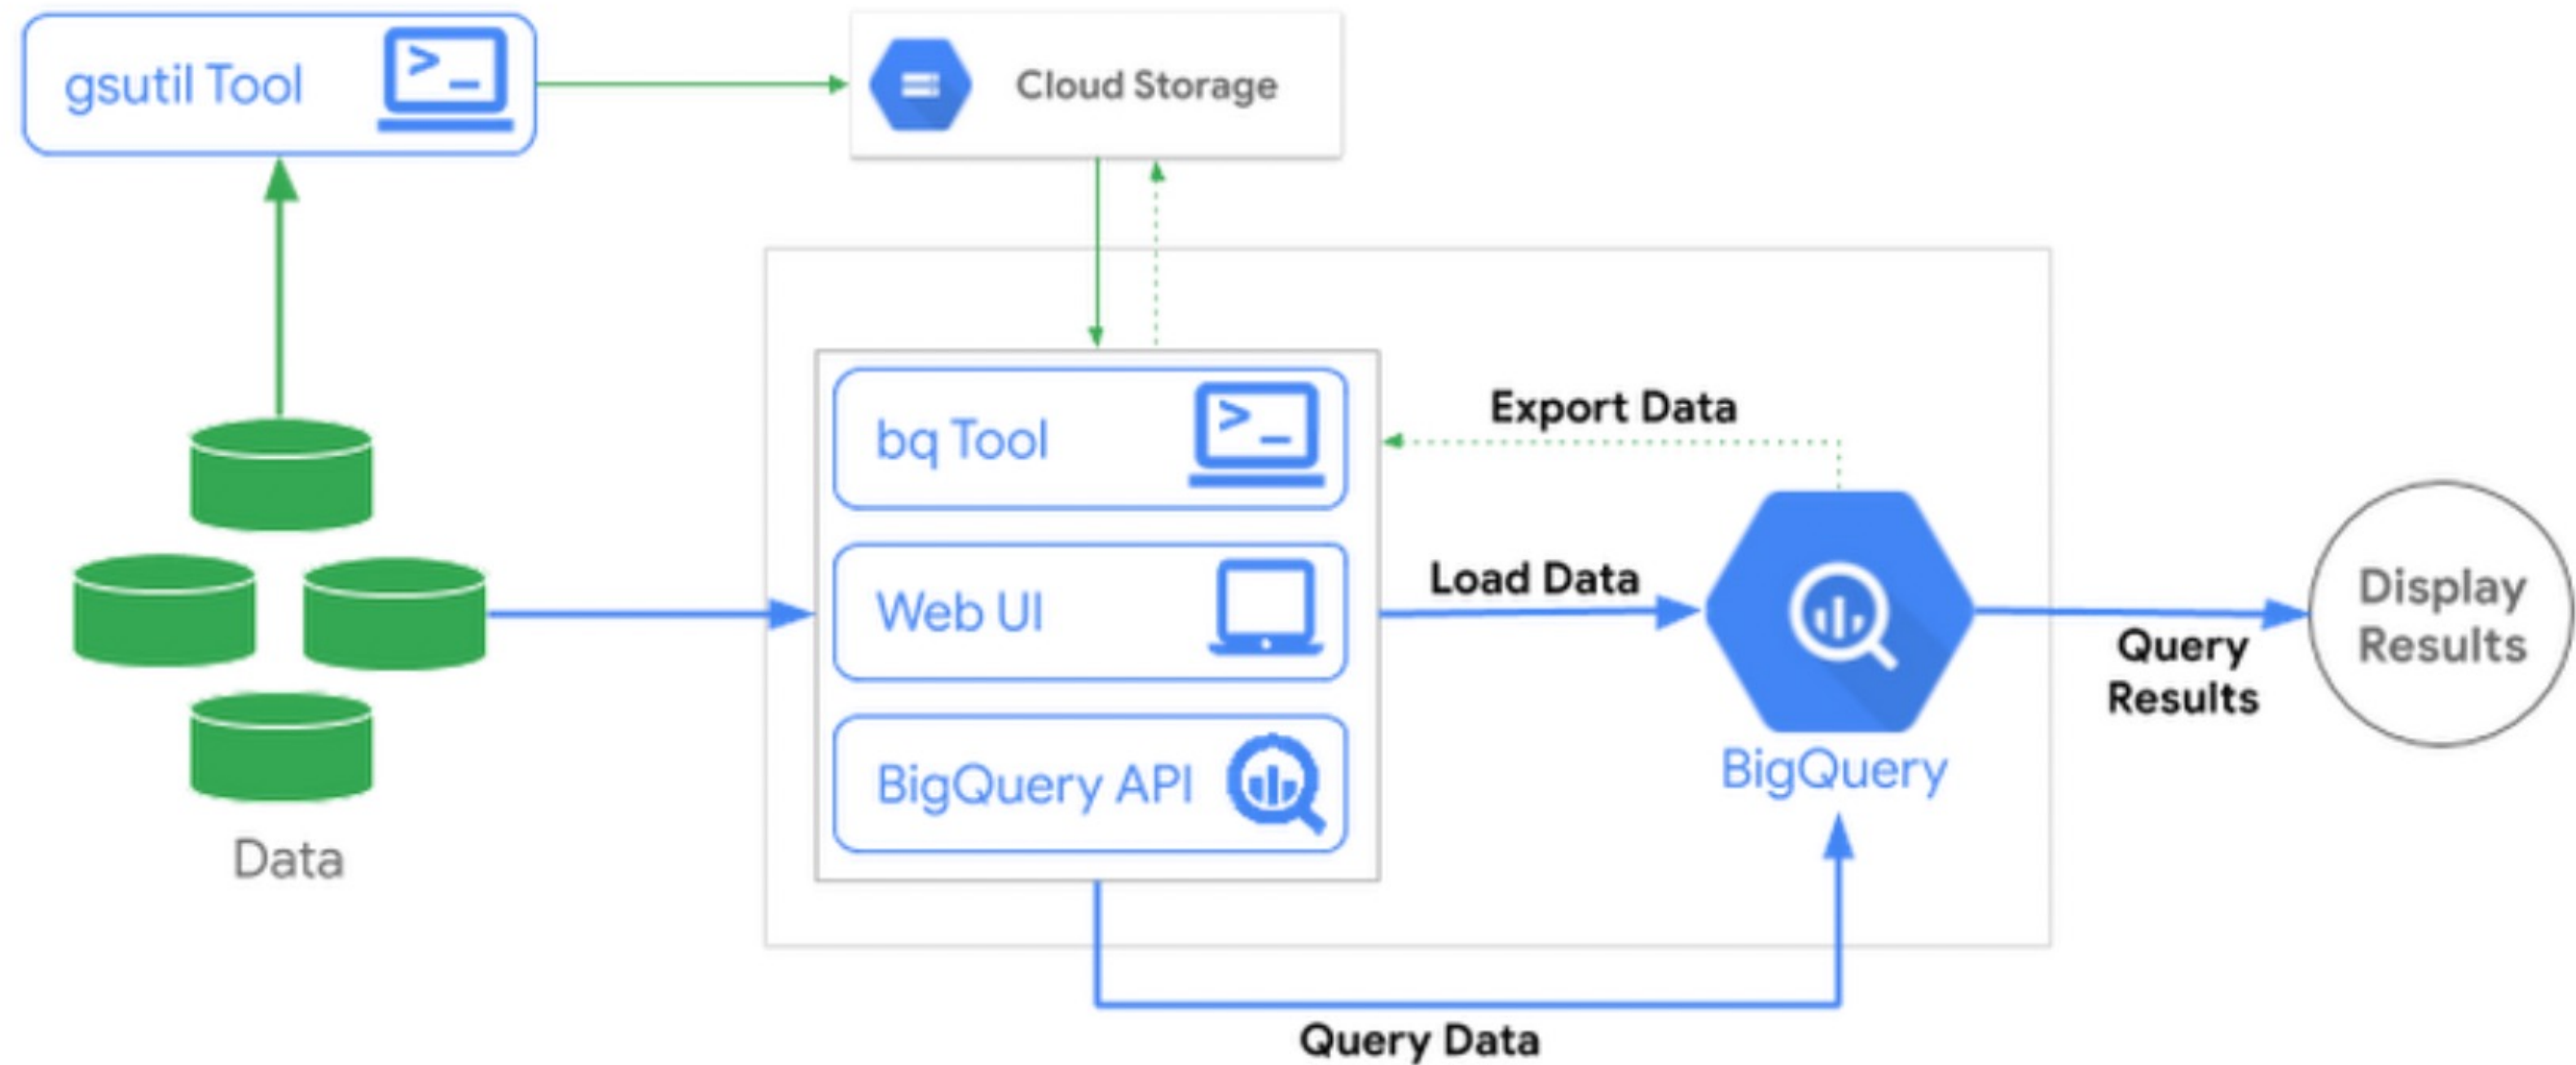 gsutil Tool
Cloud Storage
bq Tool
Export Data
Web UI
Load Data
Display
Results
Query
Results
BigQuery API
BigQuery
Data
Query Data